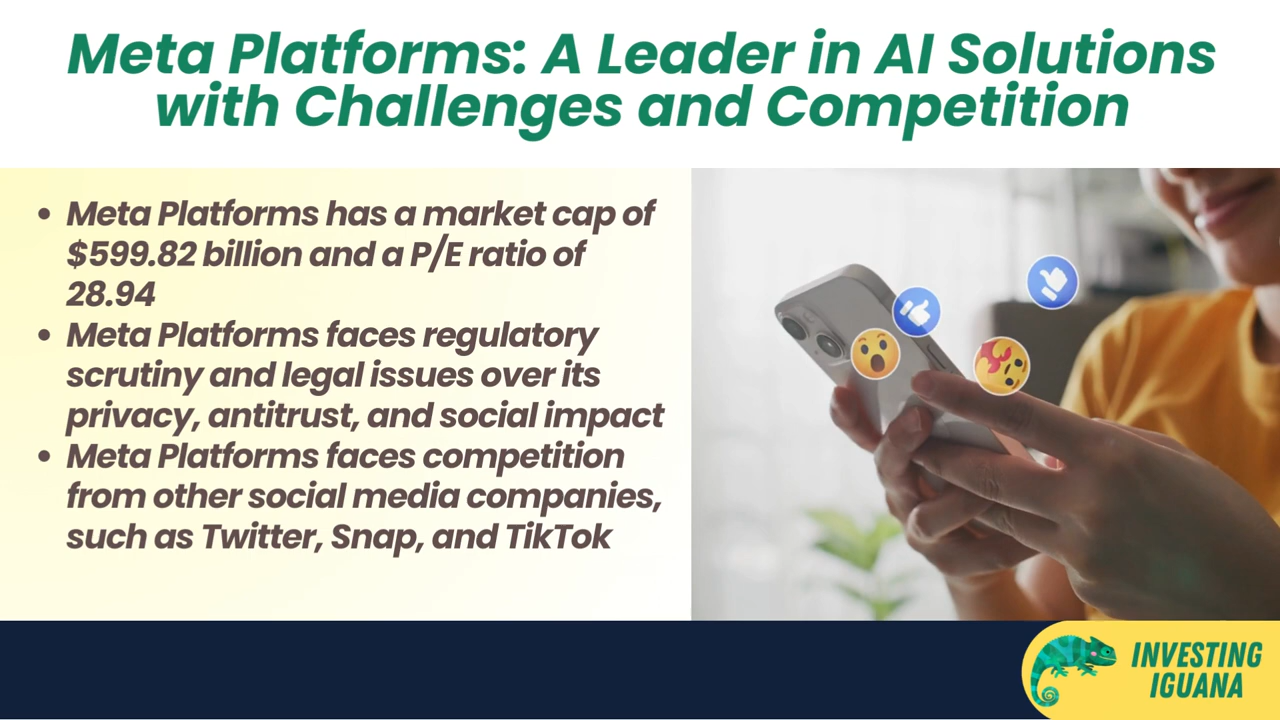 Meta Platforms: A Leader in AI Solutions
with Challenges and Competition
• Meta Platforms has a market cap of
$599.82 billion and a P/E ratio of
28.94
• Meta Platforms faces regulatory
scrutiny and legal issues over its
privacy, antitrust, and social impact
• Meta Platforms faces competition
from other social media companies,
such as Twitter, Snap, and TikTok
INVESTING
IGUANA